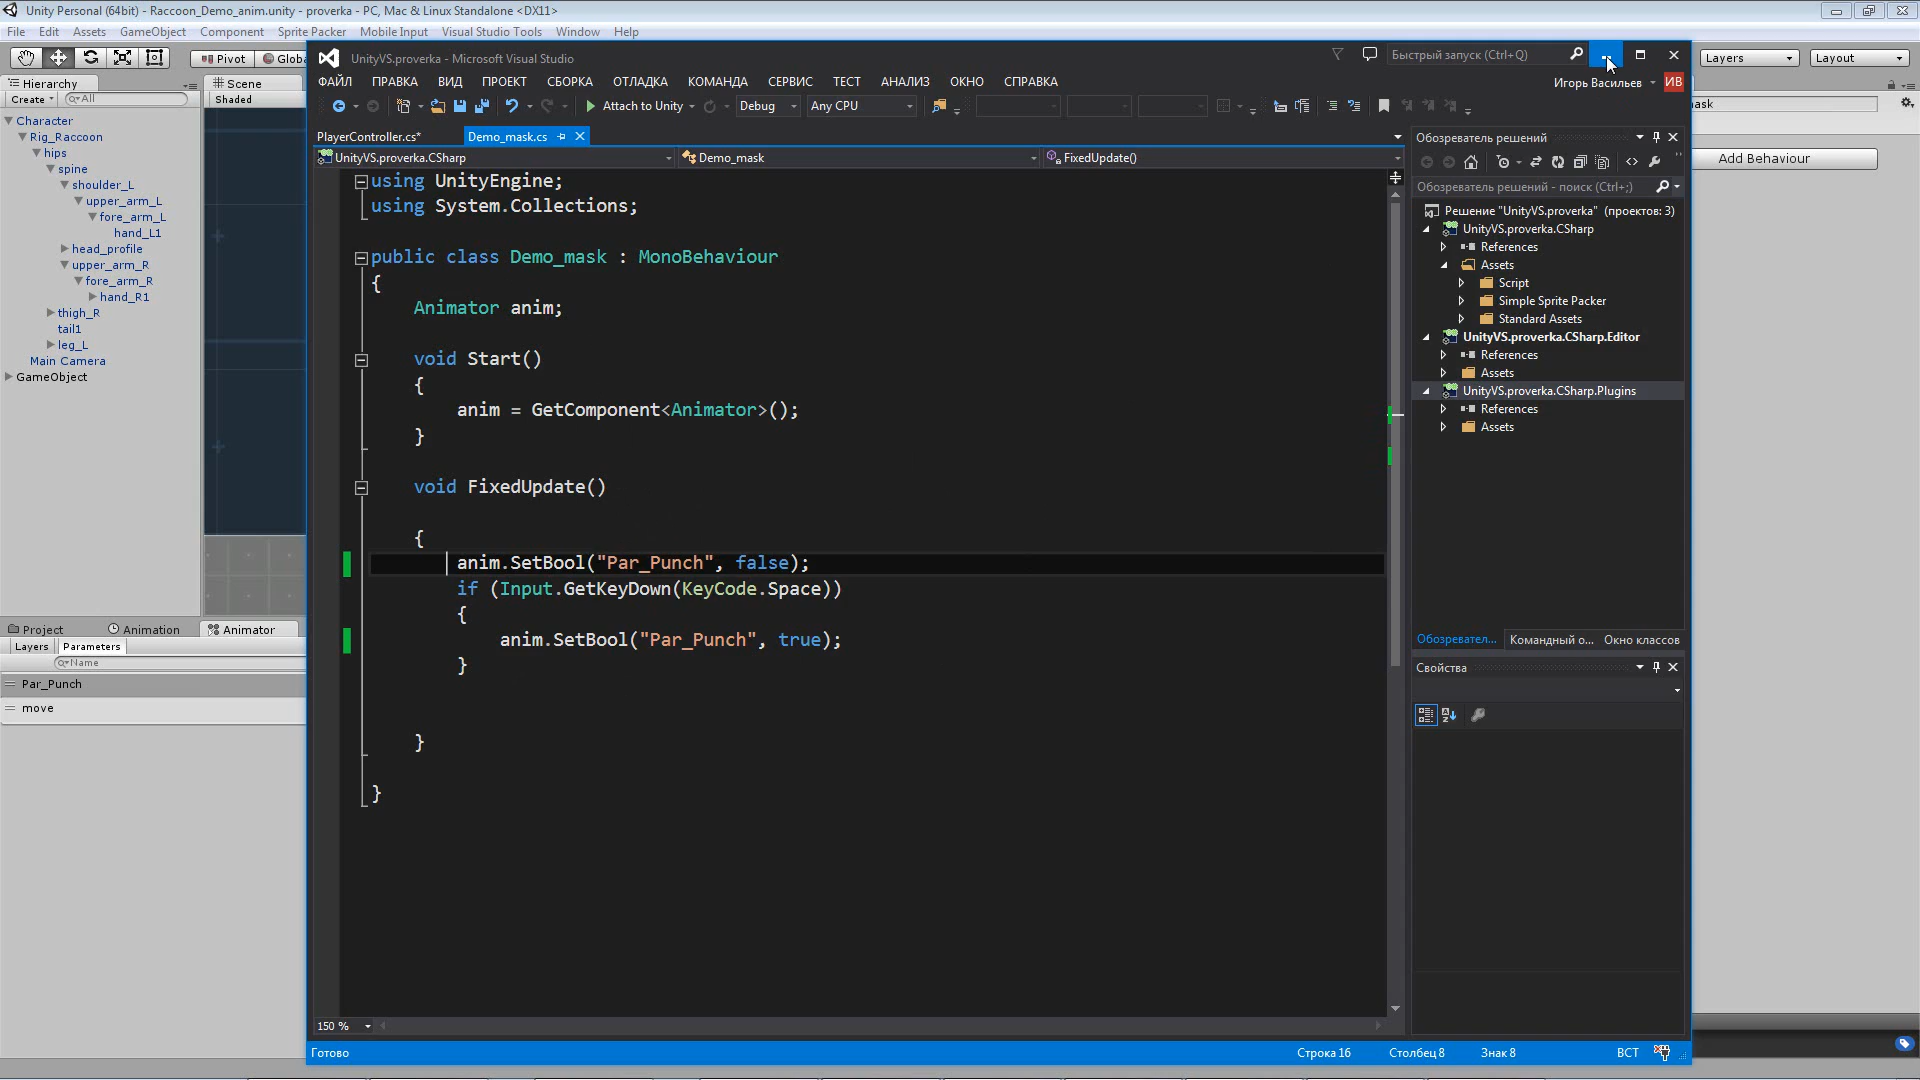 Unity Personal (64bit) - Raccoon_Demo_anim.unity - proverka - PC, Mac & Linux Standalone <DX11>
File Edit Assets GameObject Component Sprite Packer Mobile Input Visual Studio Tools Window Help
Pivot Globa
Layers Layout
Hierarchy
Create All
Character
Rig_Raccoon
hips
spine
shoulder_L
upper_arm_L
fore_arm_L
hand_L1
head_profile
upper_arm_R
fore_arm_R
hand_R1
thigh_R
tail1
leg_L
Main Camera
GameObject
Scene
Shaded
Project Animation Animator
Layers Parameters
Name
Par_Punch
move
UnityVS.proverka - Microsoft Visual Studio
Быстрый запуск (Ctrl+Q)
ФАЙЛ ПРАВКА ВИД ПРОЕКТ СБОРКА ОТЛАДКА КОМАНДА СЕРВИС ТЕСТ АНАЛИЗ ОКНО СПРАВКА
Игорь Васильев ИВ
Attach to Unity Debug Any CPU
PlayerController.cs* Demo_mask.cs
UnityVS.proverka.CSharp Demo_mask FixedUpdate()
using UnityEngine;
using System.Collections;
public class Demo_mask : MonoBehaviour
{
Animator anim;
void Start()
{
anim = GetComponent<Animator>();
}
void FixedUpdate()
{
anim.SetBool("Par_Punch", false);
if (Input.GetKeyDown(KeyCode.Space))
{
anim.SetBool("Par_Punch", true);
}
}
}
150 %
Готово Строка 16 Столбец 8 Знак 8 ВСТ
Обозреватель решений
Обозреватель решений - поиск (Ctrl+;)
Решение "UnityVS.proverka" (проектов: 3)
UnityVS.proverka.CSharp
References
Assets
Script
Simple Sprite Packer
Standard Assets
UnityVS.proverka.CSharp.Editor
References
Assets
UnityVS.proverka.CSharp.Plugins
References
Assets
Обозревател... Командный о... Окно классов
Свойства
mask
Add Behaviour